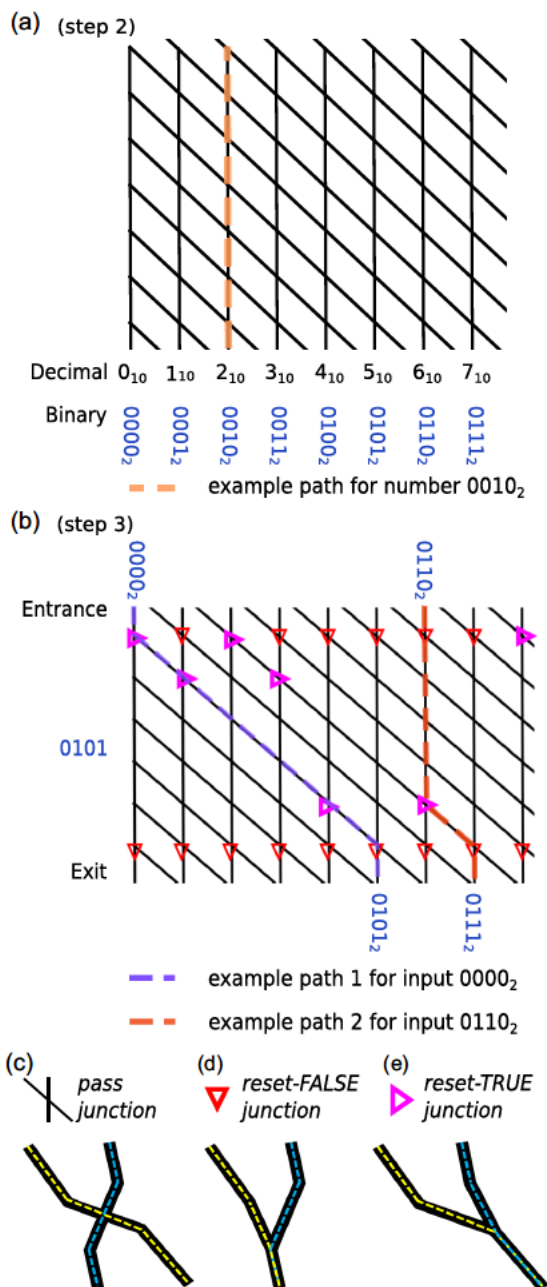 (a) (step 2)
Decimal 0₁₀ 1₁₀ 2₁₀ 3₁₀ 4₁₀ 5₁₀ 6₁₀ 7₁₀
Binary 0000₂ 0001₂ 0010₂ 0011₂ 0100₂ 0101₂ 0110₂ 0111₂
example path for number 0010₂
(b) (step 3)
0000₂ 0110₂
Entrance
0101
Exit
0101₂ 0111₂
example path 1 for input 0000₂
example path 2 for input 0110₂
(c) (d) (e)
pass reset-FALSE reset-TRUE
junction junction junction